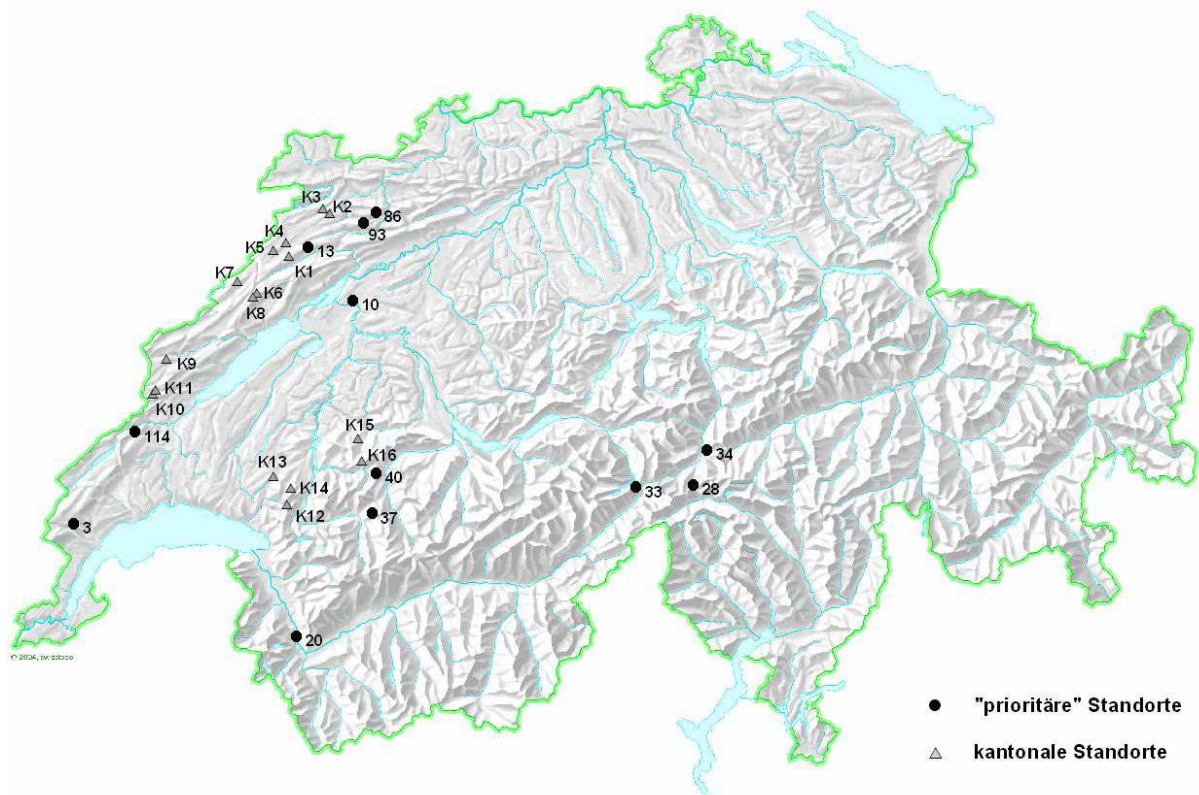 K3
K2
86
93
K4
K5
13
K1
K7
K6
K8
10
K9
K11
K10
114
K15
K13
K16
40
K14
K12
37
34
33
28
3
20
"prioritäre" Standorte
kantonale Standorte